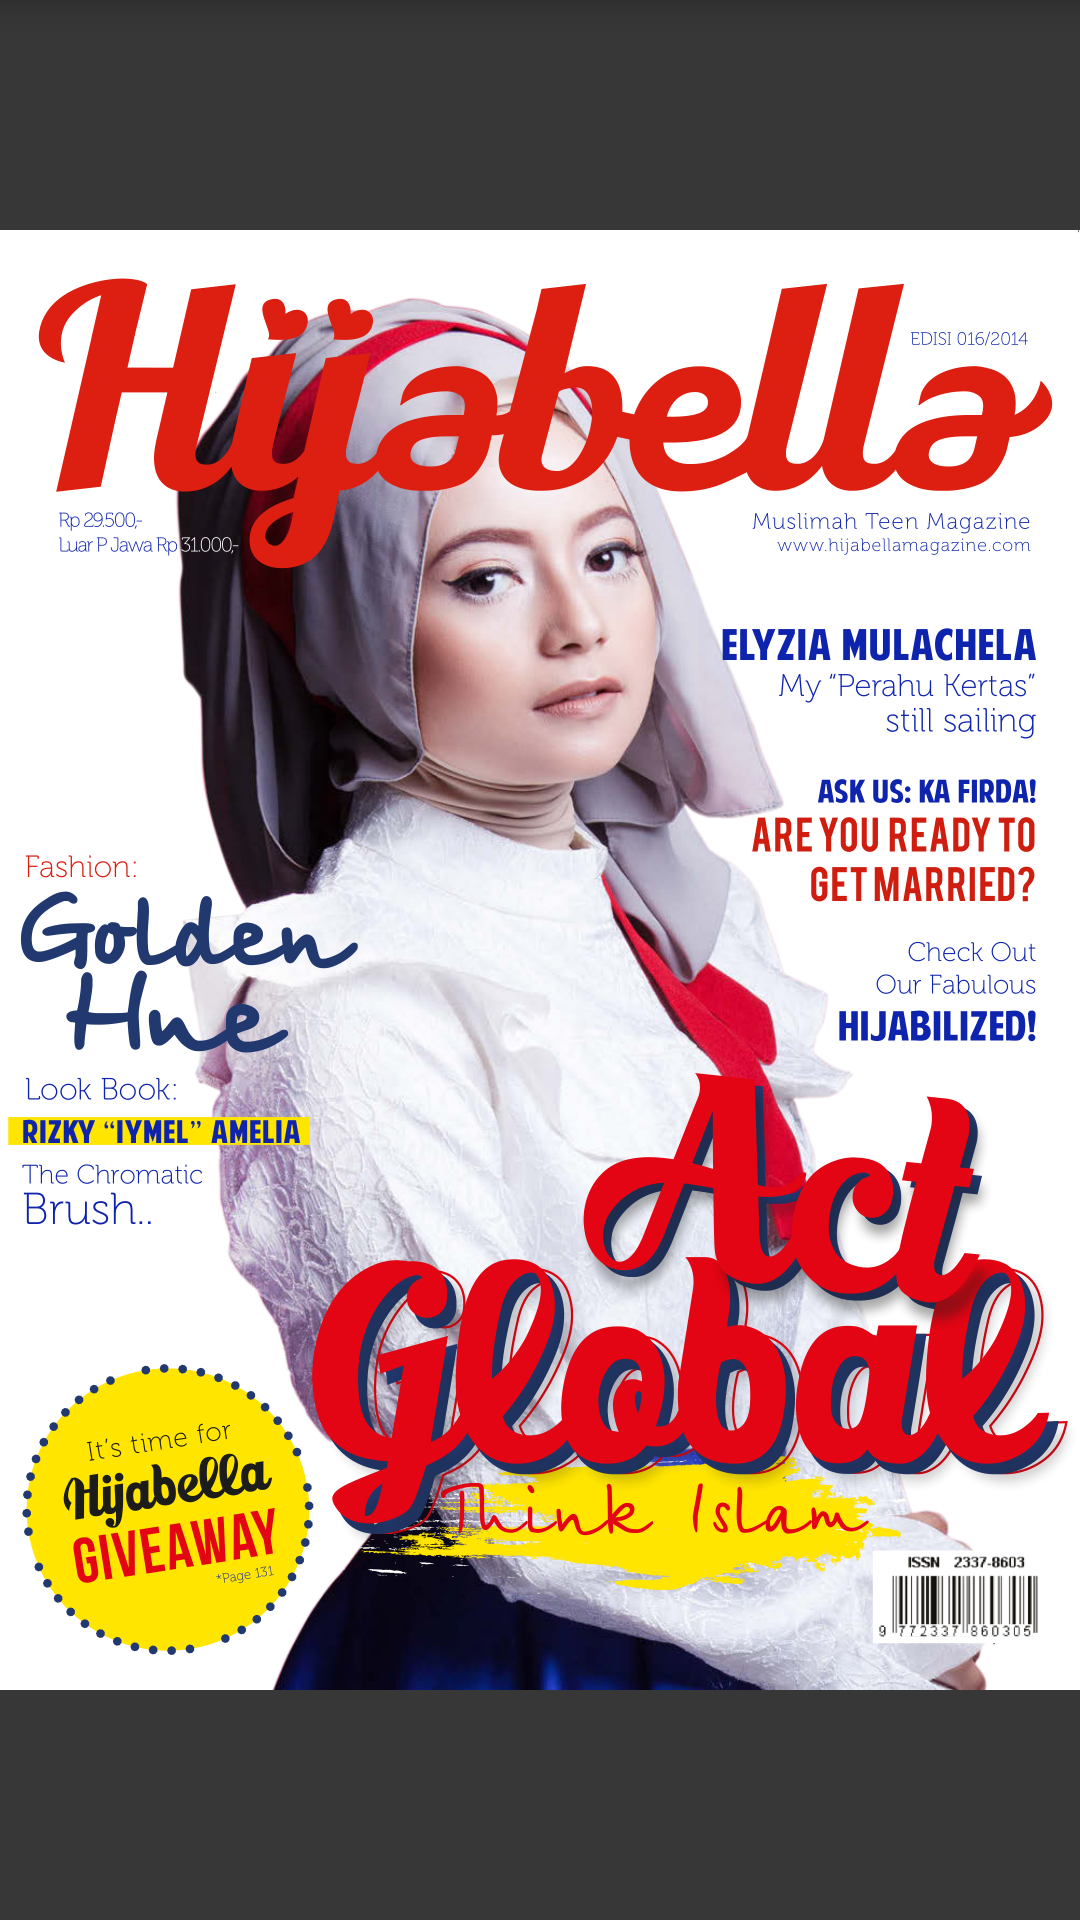 Hijabella
EDISI 016/2014
Rp 29.500,-
Luar P Jawa Rp 31.000,-
Muslimah Teen Magazine
www.hijabellamagazine.com
ELYZIA MULACHELA
My “Perahu Kertas”
still sailing
ASK US: KA FIRDA!
ARE YOU READY TO
GET MARRIED?
Check Out
Our Fabulous
HIJABILIZED!
Fashion:
Golden
Hue
Look Book:
RIZKY “IYMEL” AMELIA
The Chromatic
Brush..
Act
Global
Think Islam
It's time for
Hijabella
GIVEAWAY
*Page 131
ISSN 2337-8603
9 772337 860305